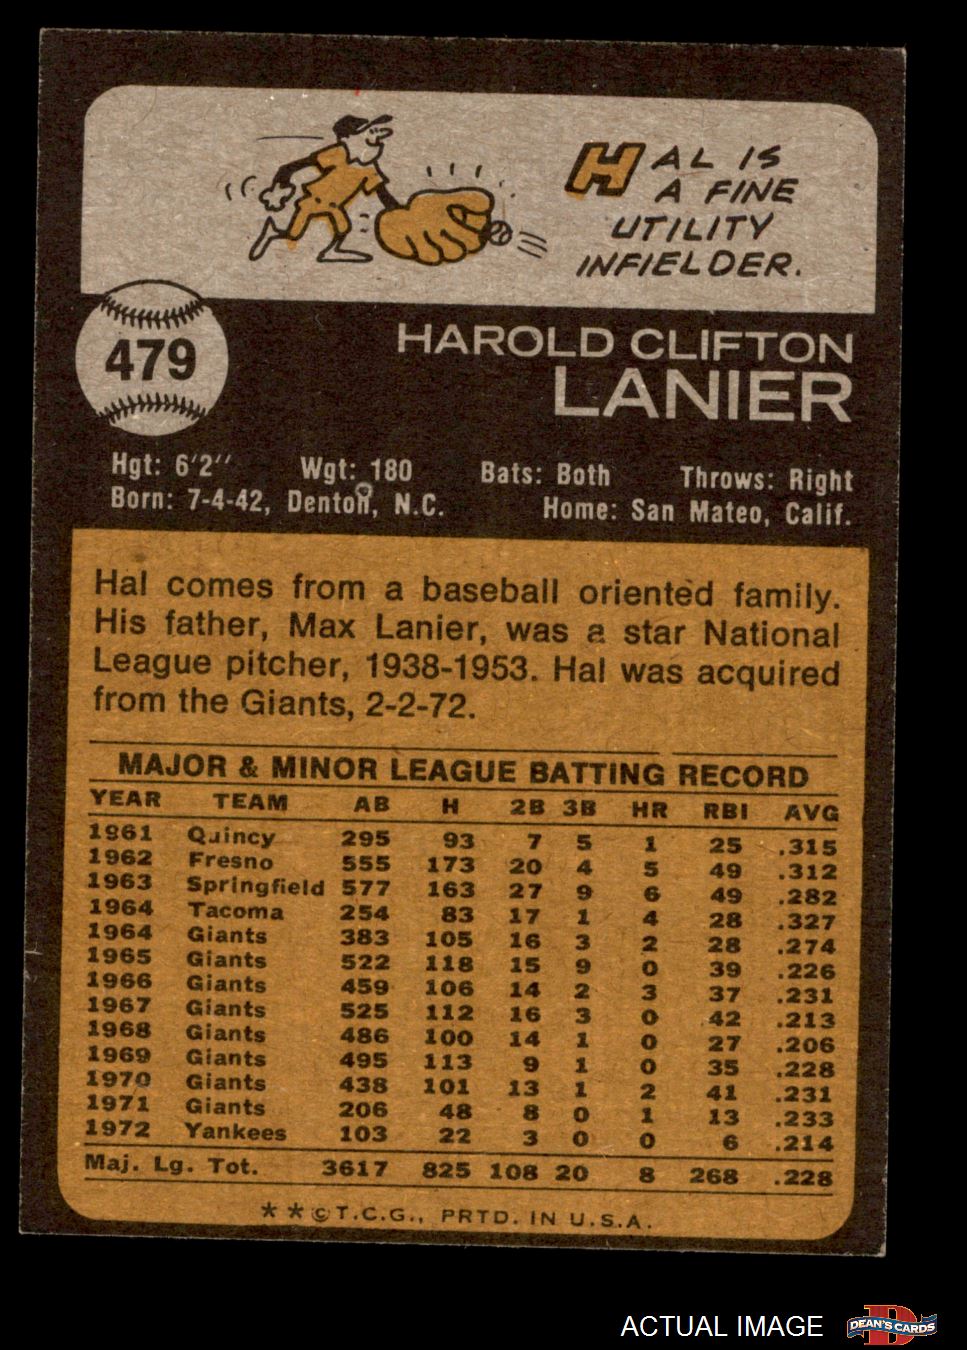 HAL IS
A FINE
UTILITY
INFIELDER.
479
HAROLD CLIFTON
LANIER
Hgt: 6'2'' Wgt: 180 Bats: Both Throws: Right
Born: 7-4-42, Denton, N.C. Home: San Mateo, Calif.
Hal comes from a baseball oriented family.
His father, Max Lanier, was a star National
League pitcher, 1938-1953. Hal was acquired
from the Giants, 2-2-72.
MAJOR & MINOR LEAGUE BATTING RECORD
YEAR TEAM AB H 2B 3B HR RBI AVG
1961 Quincy 295 93 7 5 1 25 .315
1962 Fresno 555 173 20 4 5 49 .312
1963 Springfield 577 163 27 9 6 49 .282
1964 Tacoma 254 83 17 1 4 28 .327
1964 Giants 383 105 16 3 2 28 .274
1965 Giants 522 118 15 9 0 39 .226
1966 Giants 459 106 14 2 3 37 .231
1967 Giants 525 112 16 3 0 42 .213
1968 Giants 486 100 14 1 0 27 .206
1969 Giants 495 113 9 1 0 35 .228
1970 Giants 438 101 13 1 2 41 .231
1971 Giants 206 48 8 0 1 13 .233
1972 Yankees 103 22 3 0 0 6 .214
Maj. Lg. Tot. 3617 825 108 20 8 268 .228
**©T.C.G., PRTD. IN U.S.A.
ACTUAL IMAGE
DEAN'S CARDS